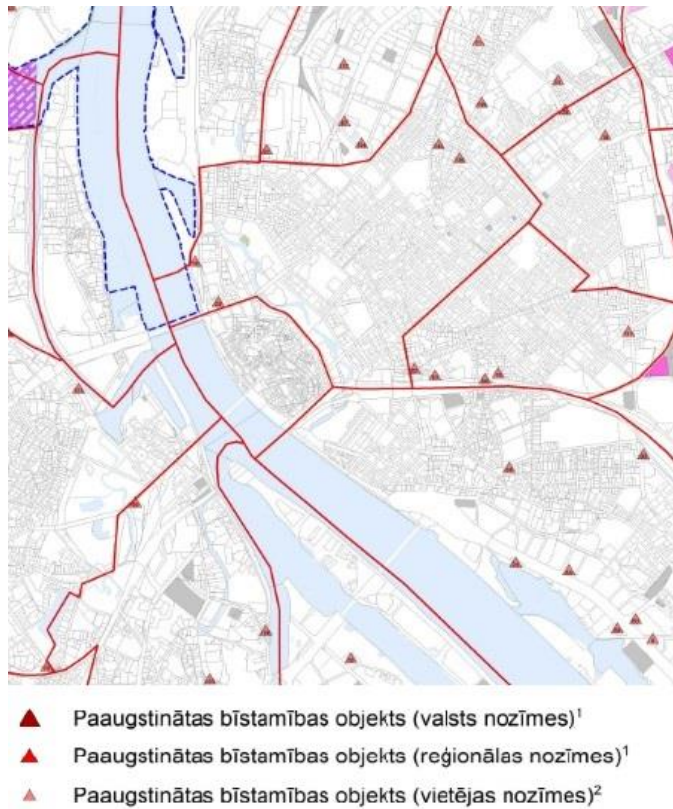 Paaugstinātas bīstamības objekts (valsts nozīmes)¹
Paaugstinātas bīstamības objekts (reģionālas nozīmes)¹
Paaugstinātas bīstamības objekts (vietējas nozīmes)²